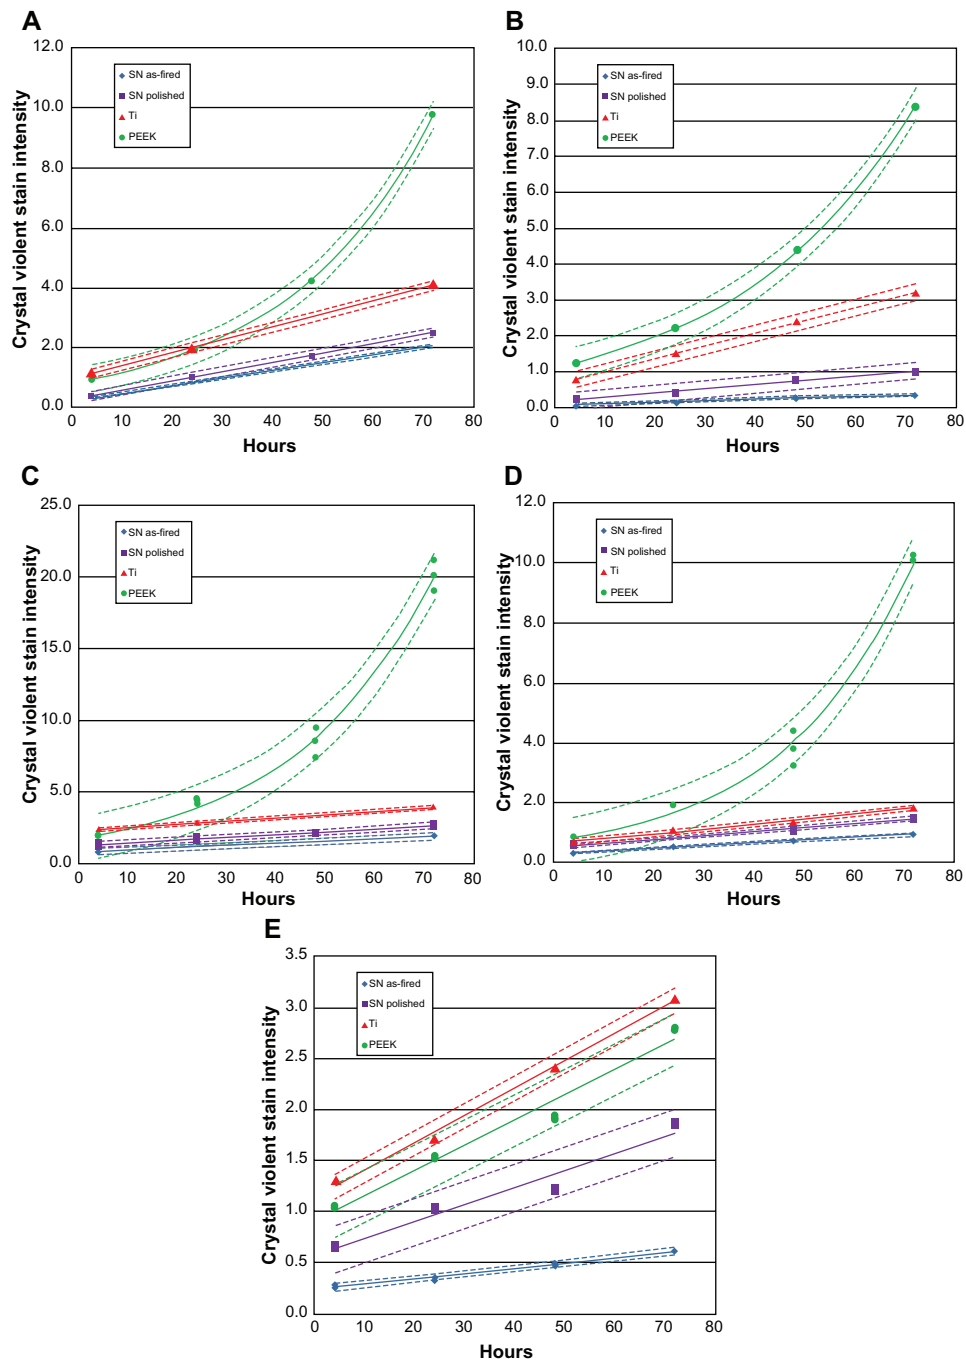 A
Crystal violent stain intensity
12.0
10.0
8.0
6.0
4.0
2.0
0.0
SN as-fired
SN polished
Ti
PEEK
0 10 20 30 40 50 60 70 80
Hours
B
Crystal violent stain intensity
10.0
9.0
8.0
7.0
6.0
5.0
4.0
3.0
2.0
1.0
0.0
SN as-fired
SN polished
Ti
PEEK
0 10 20 30 40 50 60 70 80
Hours
C
Crystal violent stain intensity
25.0
20.0
15.0
10.0
5.0
0.0
SN as-fired
SN polished
Ti
PEEK
0 10 20 30 40 50 60 70 80
Hours
D
Crystal violent stain intensity
12.0
10.0
8.0
6.0
4.0
2.0
0.0
SN as-fired
SN polished
Ti
PEEK
0 10 20 30 40 50 60 70 80
Hours
E
Crystal violent stain intensity
3.5
3.0
2.5
2.0
1.5
1.0
0.5
0.0
SN as-fired
SN polished
Ti
PEEK
0 10 20 30 40 50 60 70 80
Hours